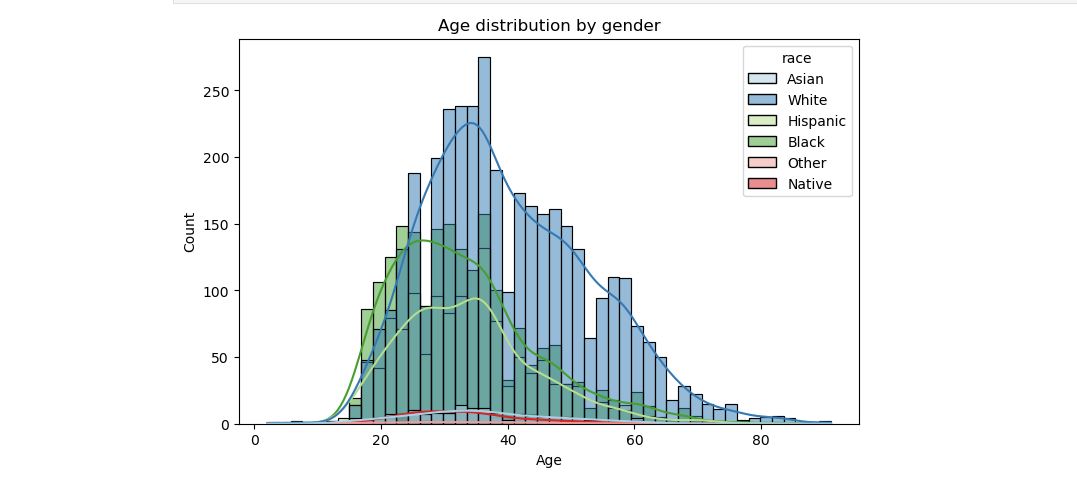 Age distribution by gender
race
Asian
White
Hispanic
Black
Other
Native
Count
250
200
150
100
50
0
0 20 40 60 80
Age